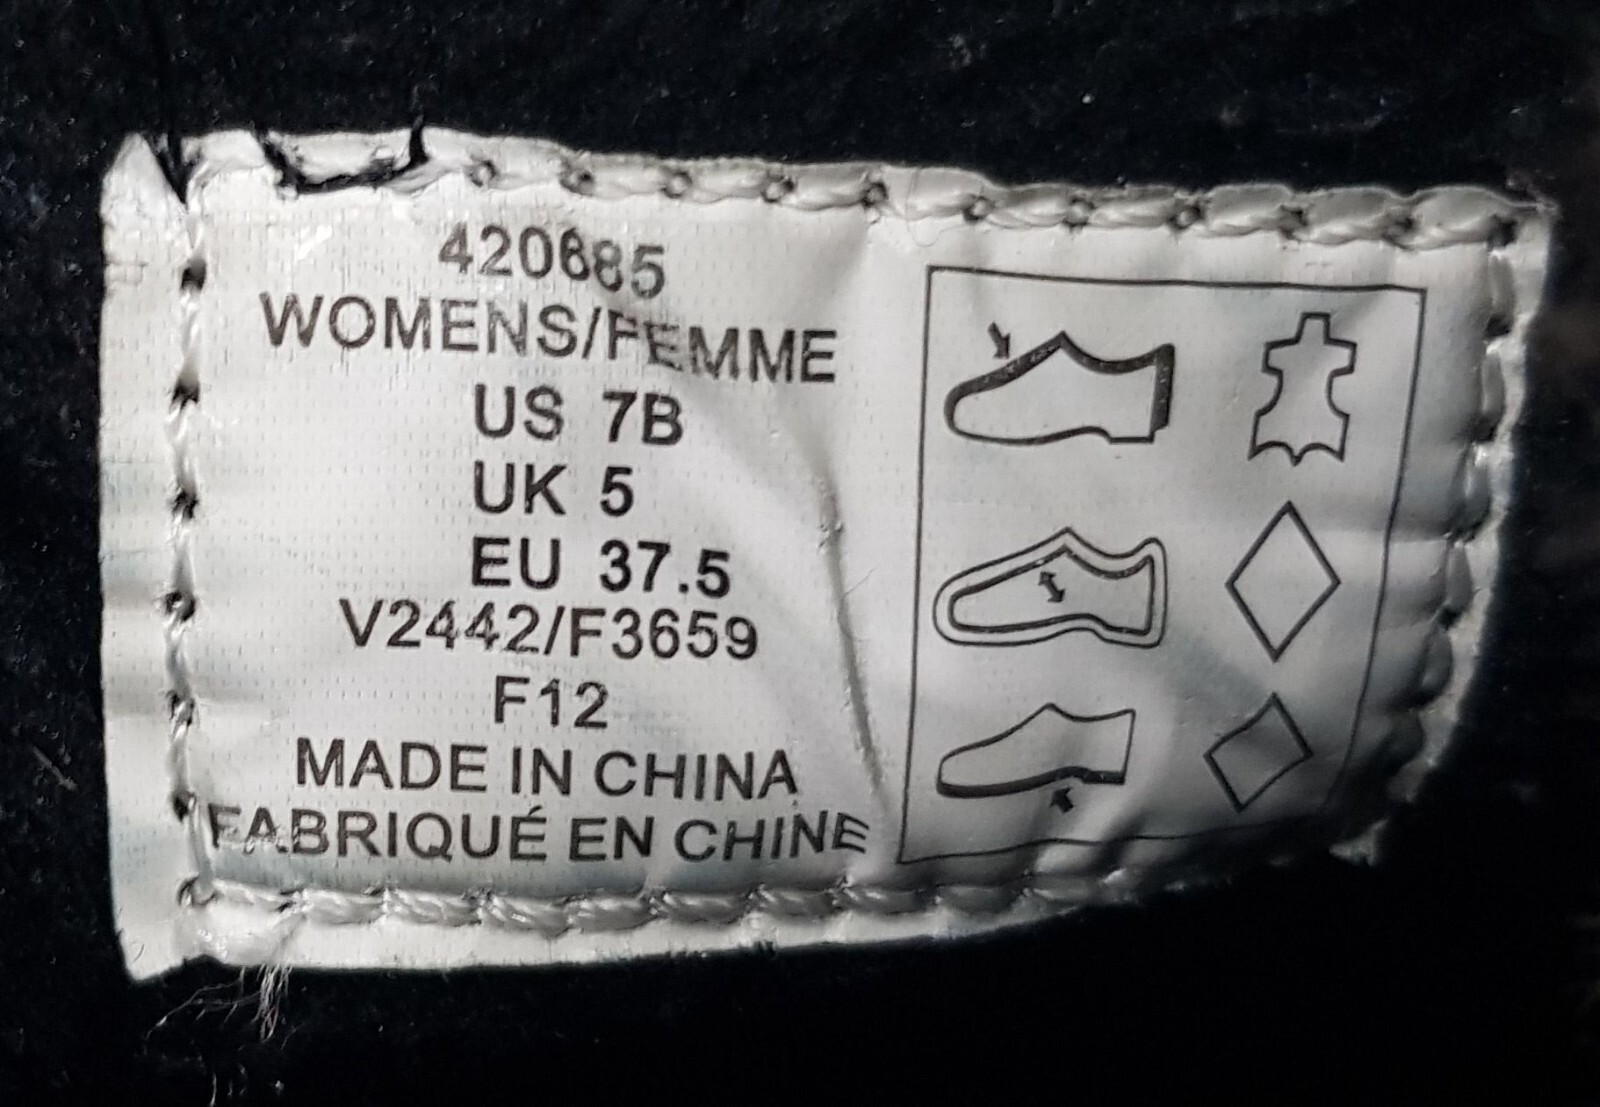 420685
WOMENS/FEMME
US 7B
UK 5
EU 37.5
V2442/F3659
F12
MADE IN CHINA
FABRIQUÉ EN CHINE